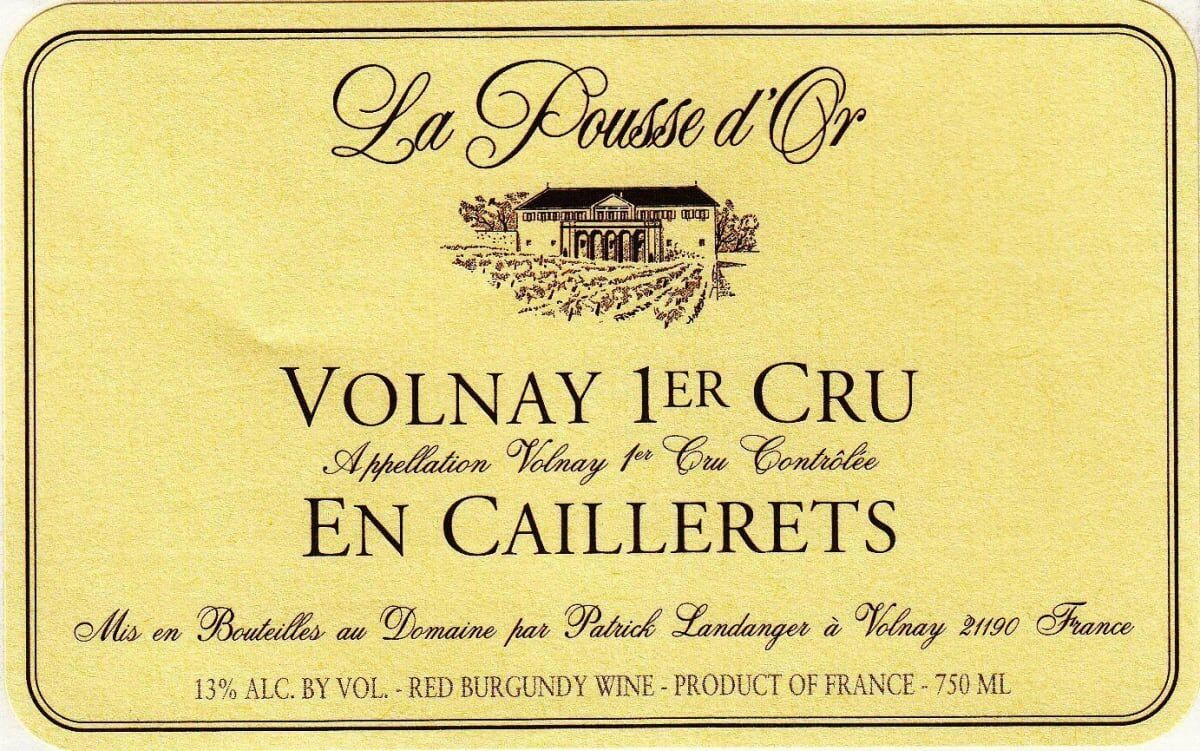 La Pousse d'Or
VOLNAY 1ER CRU
Appellation Volnay 1er Cru Contrôlée
EN CAILLERETS
Mis en Bouteilles au Domaine par Patrick Landanger à Volnay 21190 France
13% ALC. BY VOL. - RED BURGUNDY WINE - PRODUCT OF FRANCE - 750 ML